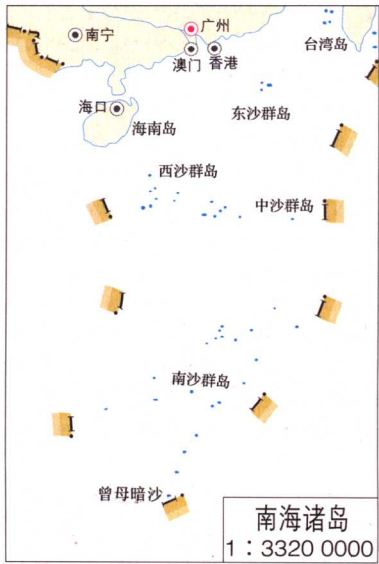 广州
南宁
澳门 香港
台湾岛
海口
海南岛
东沙群岛
西沙群岛
中沙群岛
南沙群岛
曾母暗沙
南海诸岛
1：3320 0000